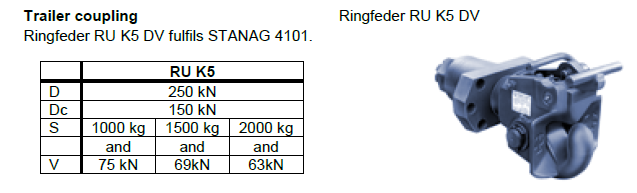 Trailer coupling
Ringfeder RU K5 DV fulfils STANAG 4101.
Ringfeder RU K5 DV
RU K5
D 250 kN
Dc 150 kN
S 1000 kg 1500 kg 2000 kg
and and and
V 75 kN 69kN 63kN